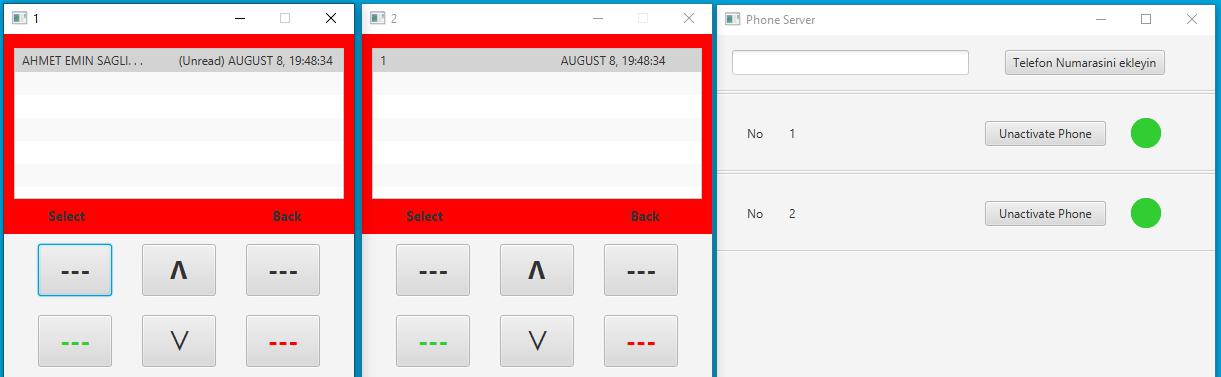 1
AHMET EMIN SAGLI. . . (Unread) AUGUST 8, 19:48:34
Select Back
--- Λ ---
--- V ---
2
1 AUGUST 8, 19:48:34
Select Back
--- Λ ---
--- V ---
Phone Server
Telefon Numarasini ekleyin
No 1 Unactivate Phone
No 2 Unactivate Phone